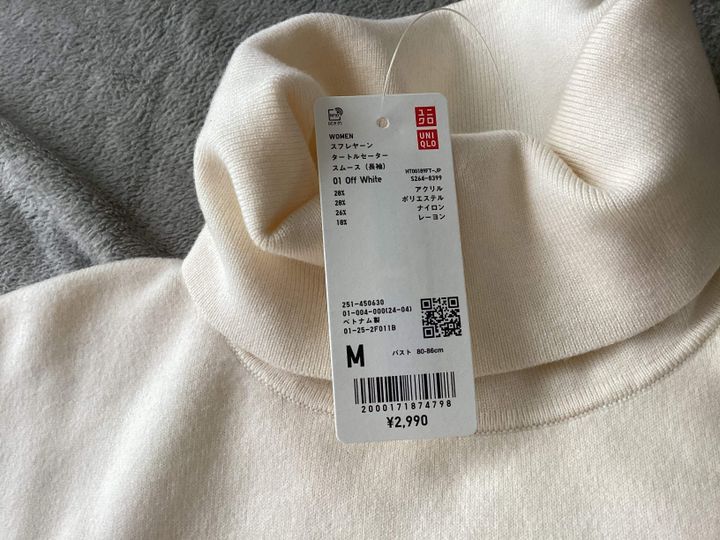 ユニ
クロ
UNI
QLO
WOMEN
スフレヤーン
タートルセーター
スムース（長袖）
HT00189FY-JP
01 Off White
S264-8399
28% アクリル
28% ポリエステル
26% ナイロン
18% レーヨン
251-450630
01-004-000(24-04)
ベトナム製
01-25-2F011B
M バスト 80-86cm
2000171874798
¥2,990